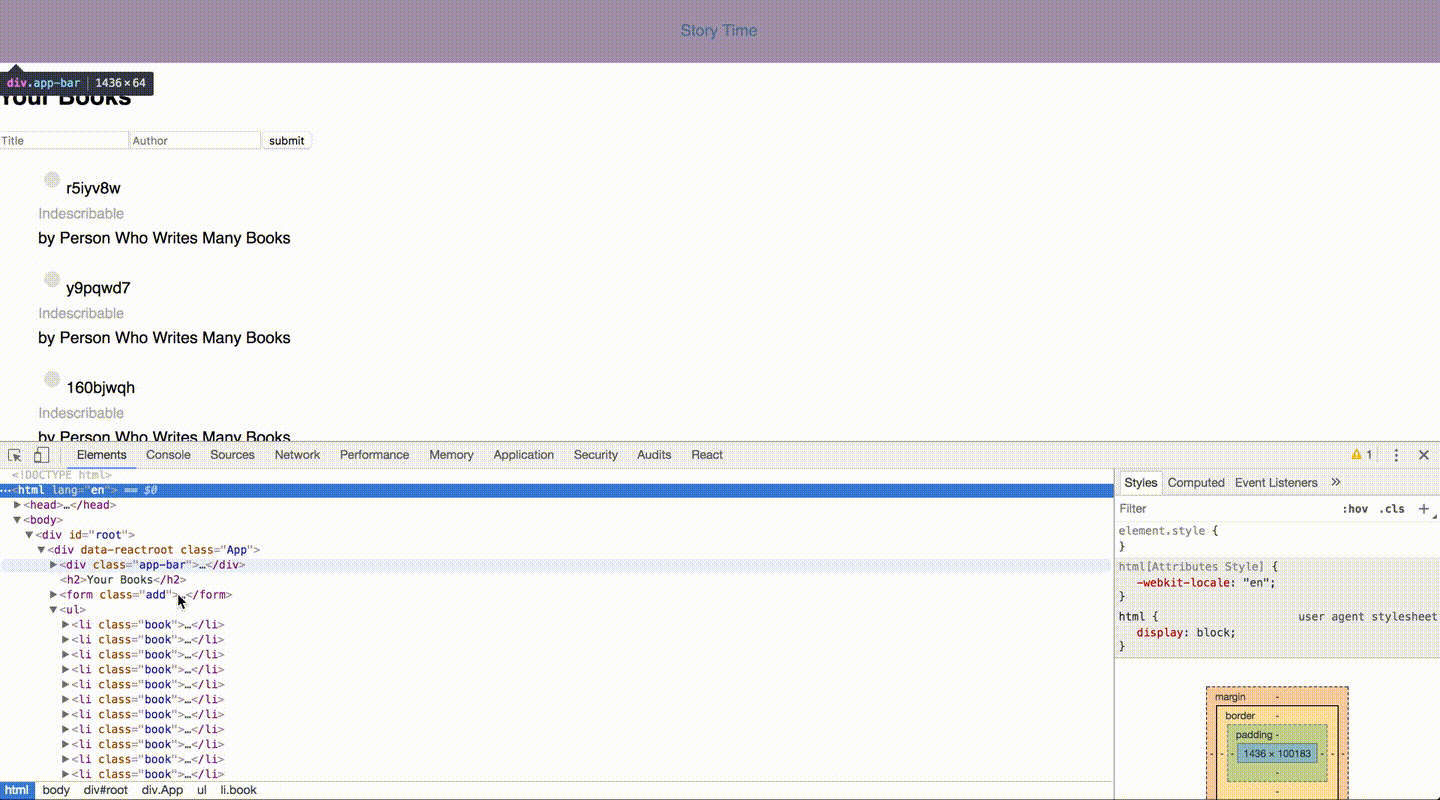 Story Time
div.app-bar | 1436 × 64
Your Books
Title Author submit
r5iyv8w
Indescribable
by Person Who Writes Many Books
y9pqwd7
Indescribable
by Person Who Writes Many Books
160bjwqh
Indescribable
by Person Who Writes Many Books
Elements Console Sources Network Performance Memory Application Security Audits React 1
<!DOCTYPE html>
…<html lang="en"> == $0
<head>…</head>
<body>
<div id="root">
<div data-reactroot class="App">
<div class="app-bar">…</div>
<h2>Your Books</h2>
<form class="add">…</form>
<ul>
<li class="book">…</li>
<li class="book">…</li>
<li class="book">…</li>
<li class="book">…</li>
<li class="book">…</li>
<li class="book">…</li>
<li class="book">…</li>
<li class="book">…</li>
<li class="book">…</li>
<li class="book">…</li>
<li class="book">…</li>
html body div#root div.App ul li.book
Styles Computed Event Listeners »
Filter :hov .cls +
element.style {
}
html[Attributes Style] {
-webkit-locale: "en";
}
html { user agent stylesheet
display: block;
}
margin -
border -
padding -
- - - 1436 × 100183 - - -
-
-